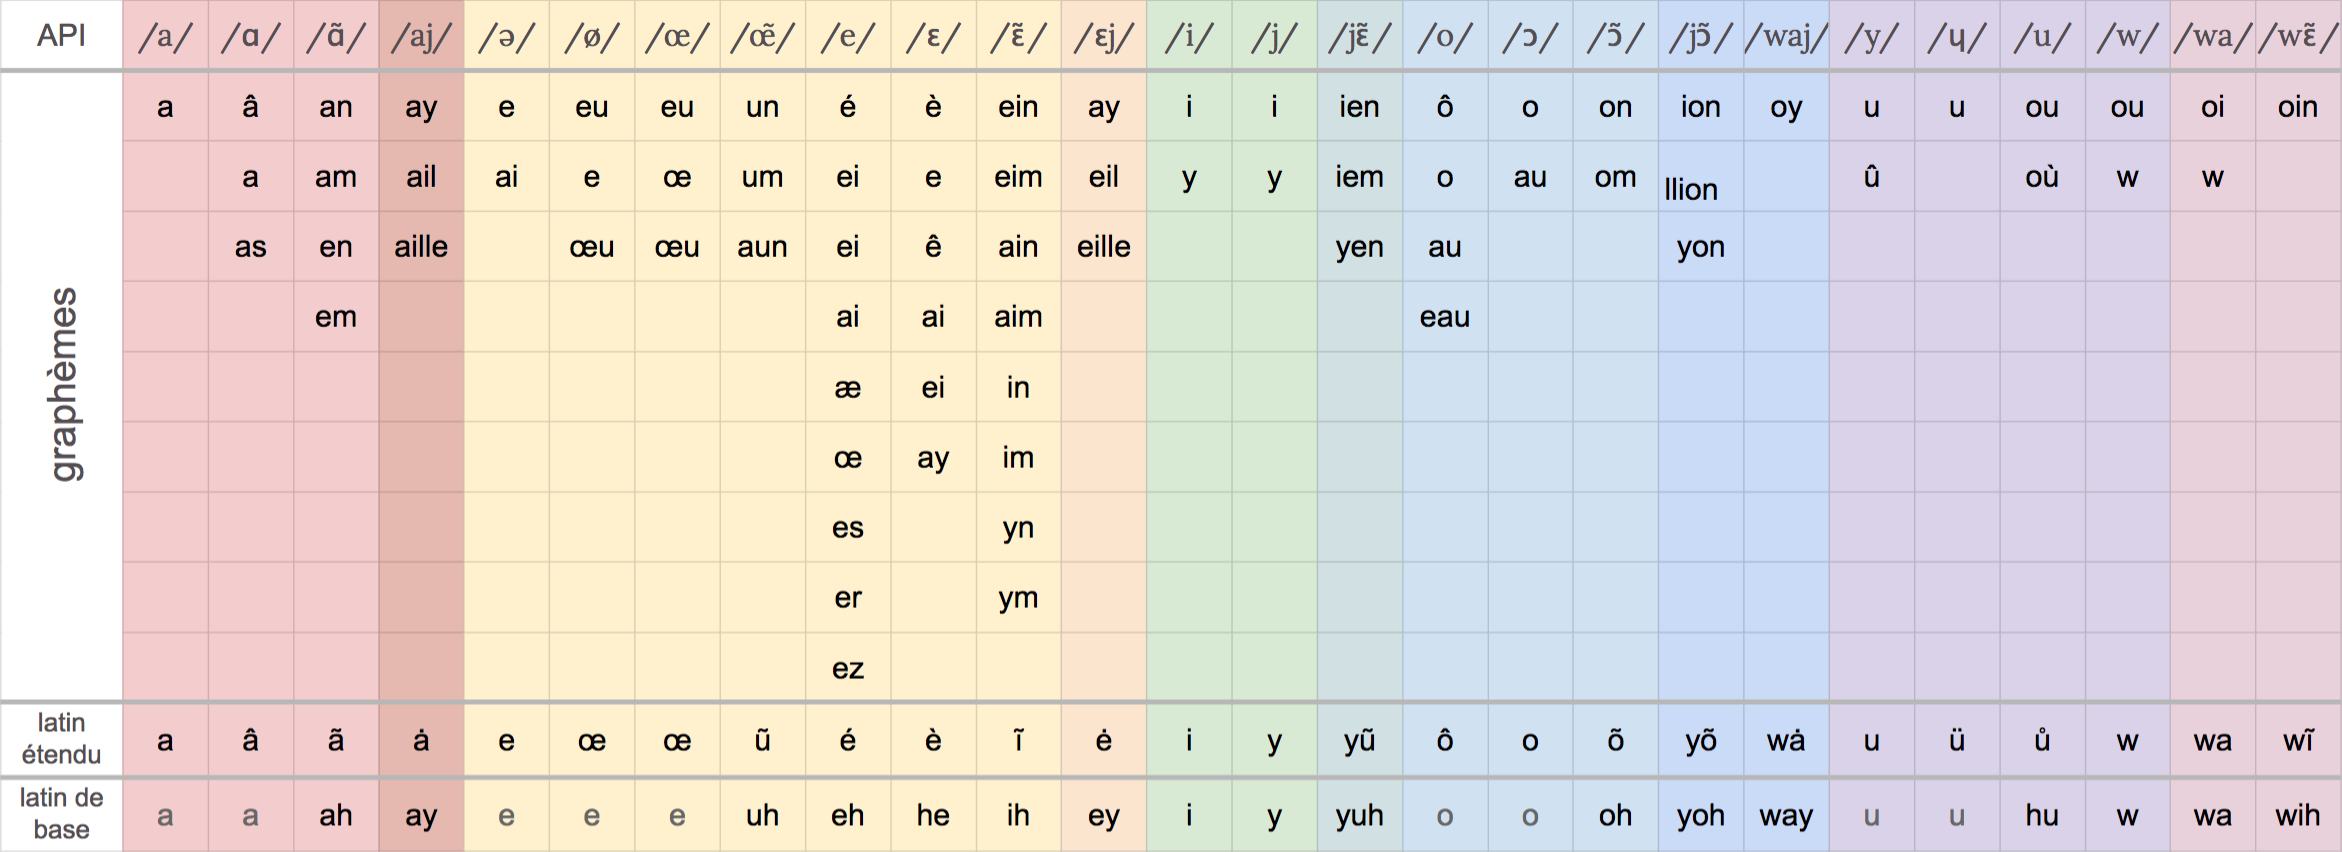 API /a/ /ɑ/ /ɑ̃/ /aj/ /ə/ /ø/ /œ/ /œ̃/ /e/ /ɛ/ /ɛ̃/ /ɛj/ /i/ /j/ /jɛ̃/ /o/ /ɔ/ /ɔ̃/ /jɔ̃/ /waj/ /y/ /ɥ/ /u/ /w/ /wa/ /wɛ̃/
graphèmes
a â an ay e eu eu un é è ein ay i i ien ô o on ion oy u u ou ou oi oin
a am ail ai e œ um ei e eim eil y y iem o au om llion û où w w
as en aille œu œu aun ei ê ain eille yen au yon
em ai ai aim eau
æ ei in
œ ay im
es yn
er ym
ez
latin
étendu
a â ã ȧ e œ œ ũ é è ĩ ė i y yũ ô o õ yõ wȧ u ü ů w wa wĩ
latin de
base
a a ah ay e e e uh eh he ih ey i y yuh o o oh yoh way u u hu w wa wih